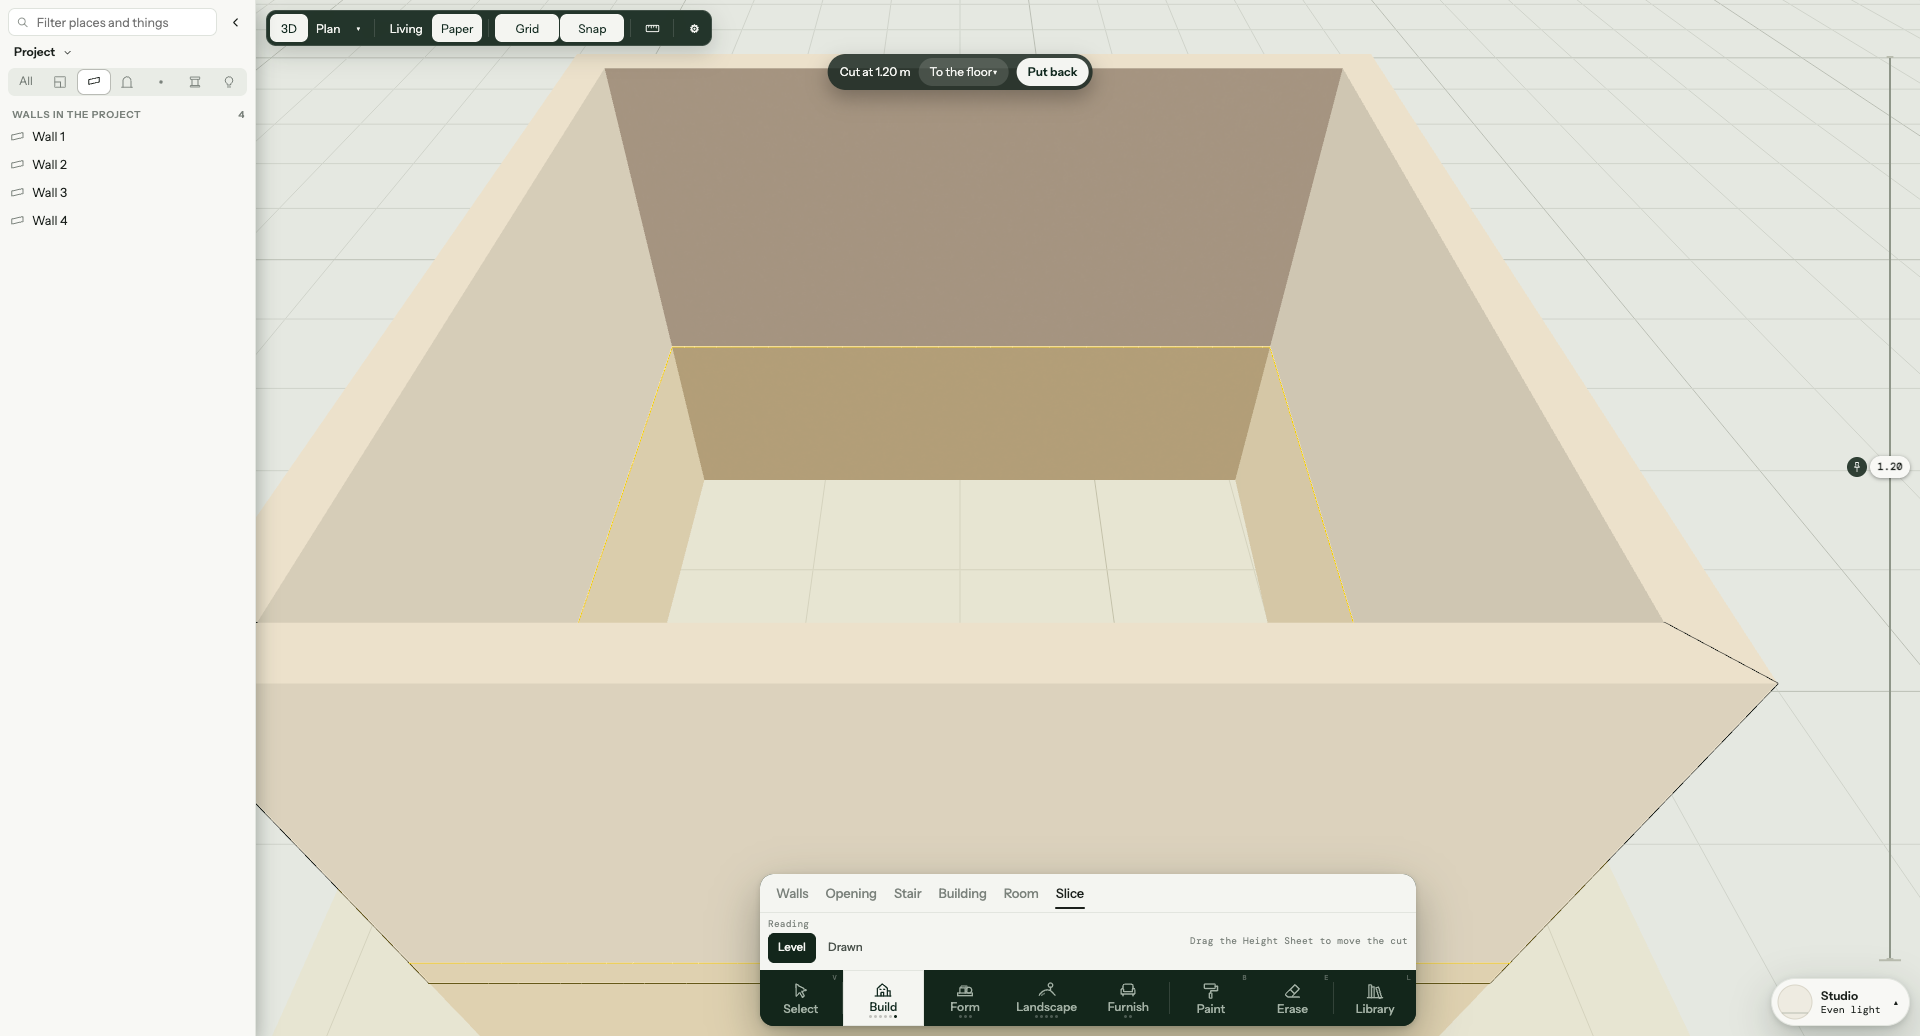 Filter places and things
Project
All
WALLS IN THE PROJECT 4
Wall 1
Wall 2
Wall 3
Wall 4
3D Plan Living Paper Grid Snap
Cut at 1.20 m To the floor Put back
1.20
Walls Opening Stair Building Room Slice
Reading
Level Drawn
Drag the Height Sheet to move the cut
V B E L
Select Build Form Landscape Furnish Paint Erase Library
Studio
Even light